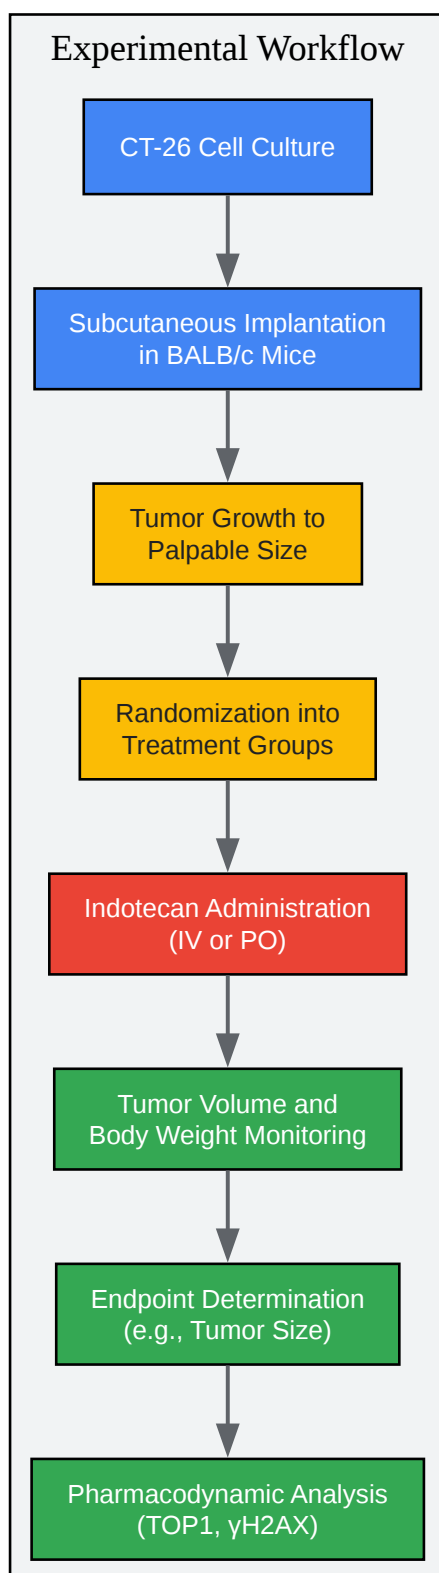 Experimental Workflow
CT-26 Cell Culture
Subcutaneous Implantation
in BALB/c Mice
Tumor Growth to
Palpable Size
Randomization into
Treatment Groups
Indotecan Administration
(IV or PO)
Tumor Volume and
Body Weight Monitoring
Endpoint Determination
(e.g., Tumor Size)
Pharmacodynamic Analysis
(TOP1, γH2AX)